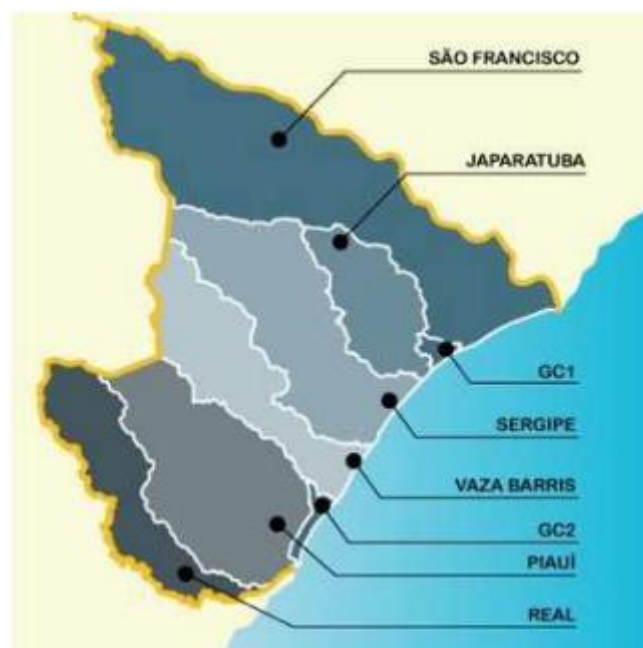 SÃO FRANCISCO
JAPARATUBA
GC1
SERGIPE
VAZA BARRIS
GC2
PIAUÍ
REAL